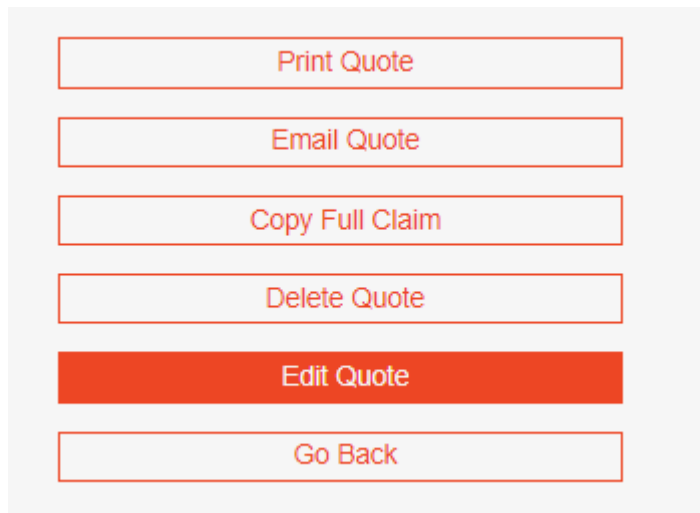 Print Quote
Email Quote
Copy Full Claim
Delete Quote
Edit Quote
Go Back